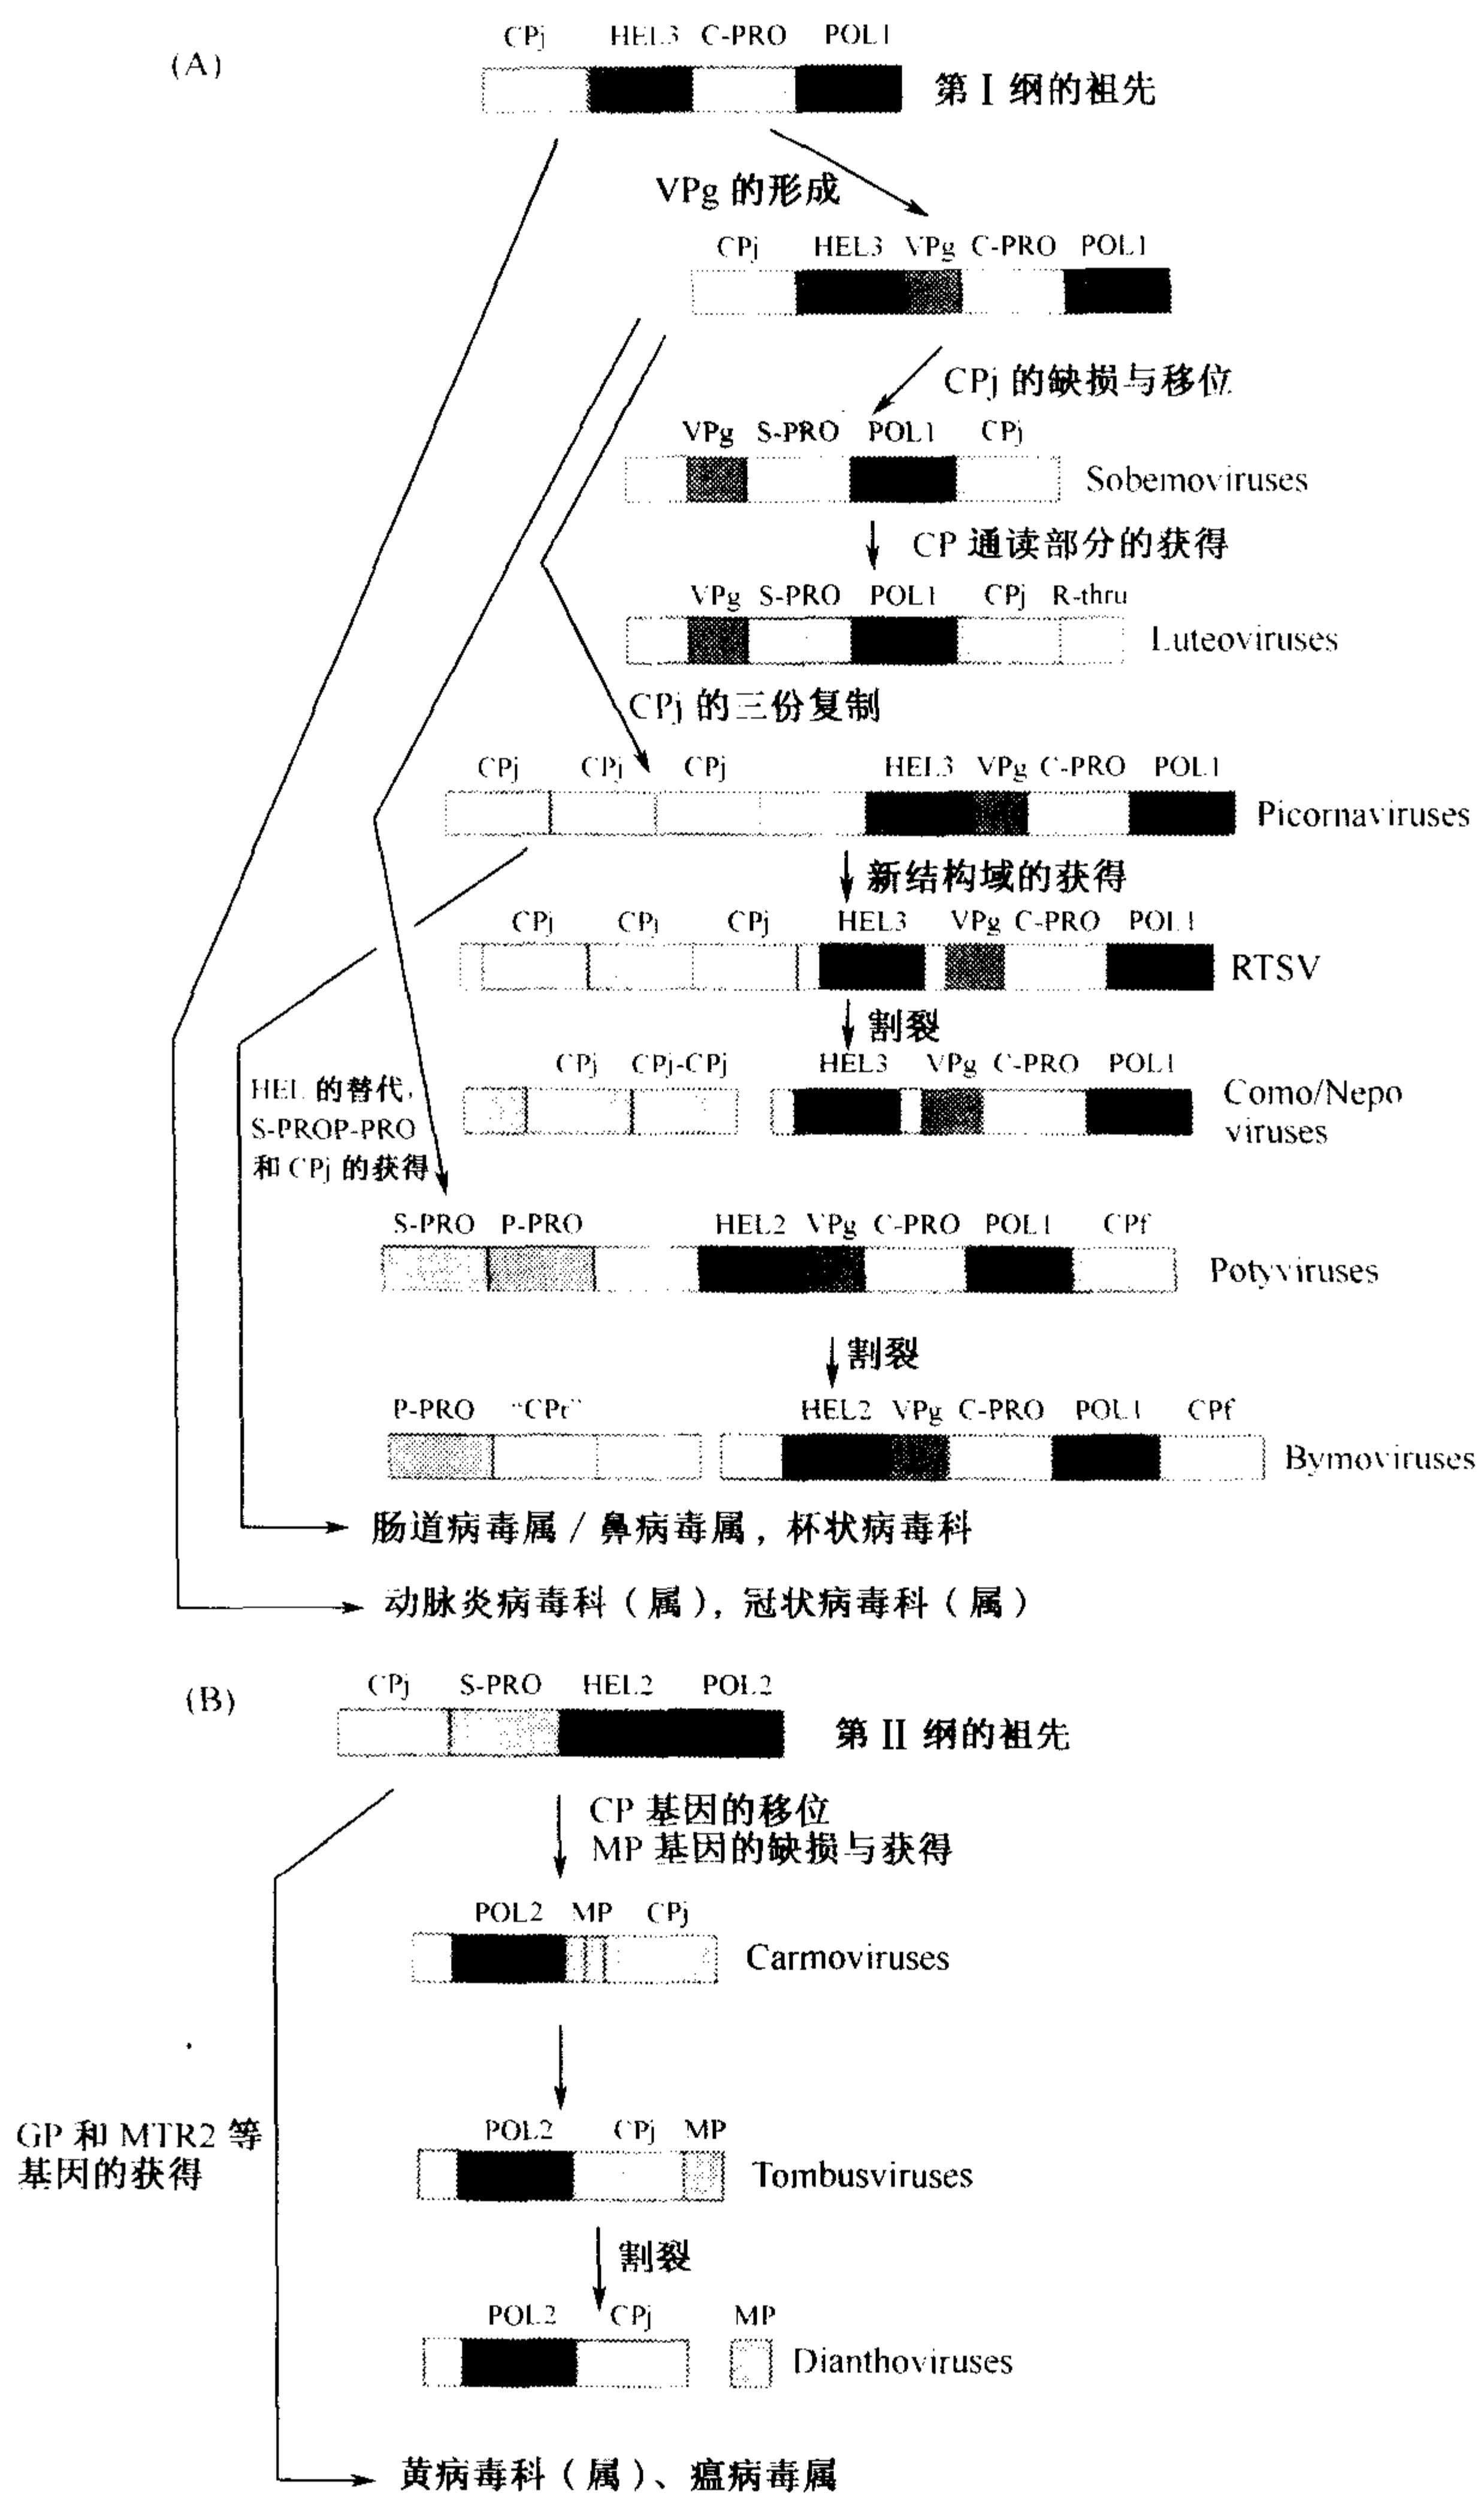 (A)
CPj HEL3 C-PRO POL1
第 I 纲的祖先
VPg 的形成
CPj HEL3 VPg C-PRO POL1
CPj 的缺损与移位
VPg S-PRO POL1 CPj
Sobemoviruses
CP 通读部分的获得
VPg S-PRO POL1 CPj R-thru
Luteoviruses
CPj 的三份复制
CPj CPj CPj HEL3 VPg C-PRO POL1
Picornaviruses
新结构域的获得
CPj CPj CPj HEL3 VPg C-PRO POL1
RTSV
割裂
CPj CPj-CPj HEL3 VPg C-PRO POL1
Como/Nepo
viruses
HEL 的替代,
S-PROP-PRO
和 CPj 的获得
S-PRO P-PRO HEL2 VPg C-PRO POL1 CPf
Potyviruses
割裂
P-PRO "CPr" HEL2 VPg C-PRO POL1 CPf
Bymoviruses
肠道病毒属 / 鼻病毒属, 杯状病毒科
动脉炎病毒科 (属), 冠状病毒科 (属)
(B)
CPj S-PRO HEL2 POL2
第 II 纲的祖先
CP 基因的移位
MP 基因的缺损与获得
POL2 MP CPj
Carmoviruses
GP 和 MTR2 等
基因的获得
POL2 CPj MP
Tombusviruses
割裂
POL2 CPj MP
Dianthoviruses
黄病毒科 (属)、瘟病毒属